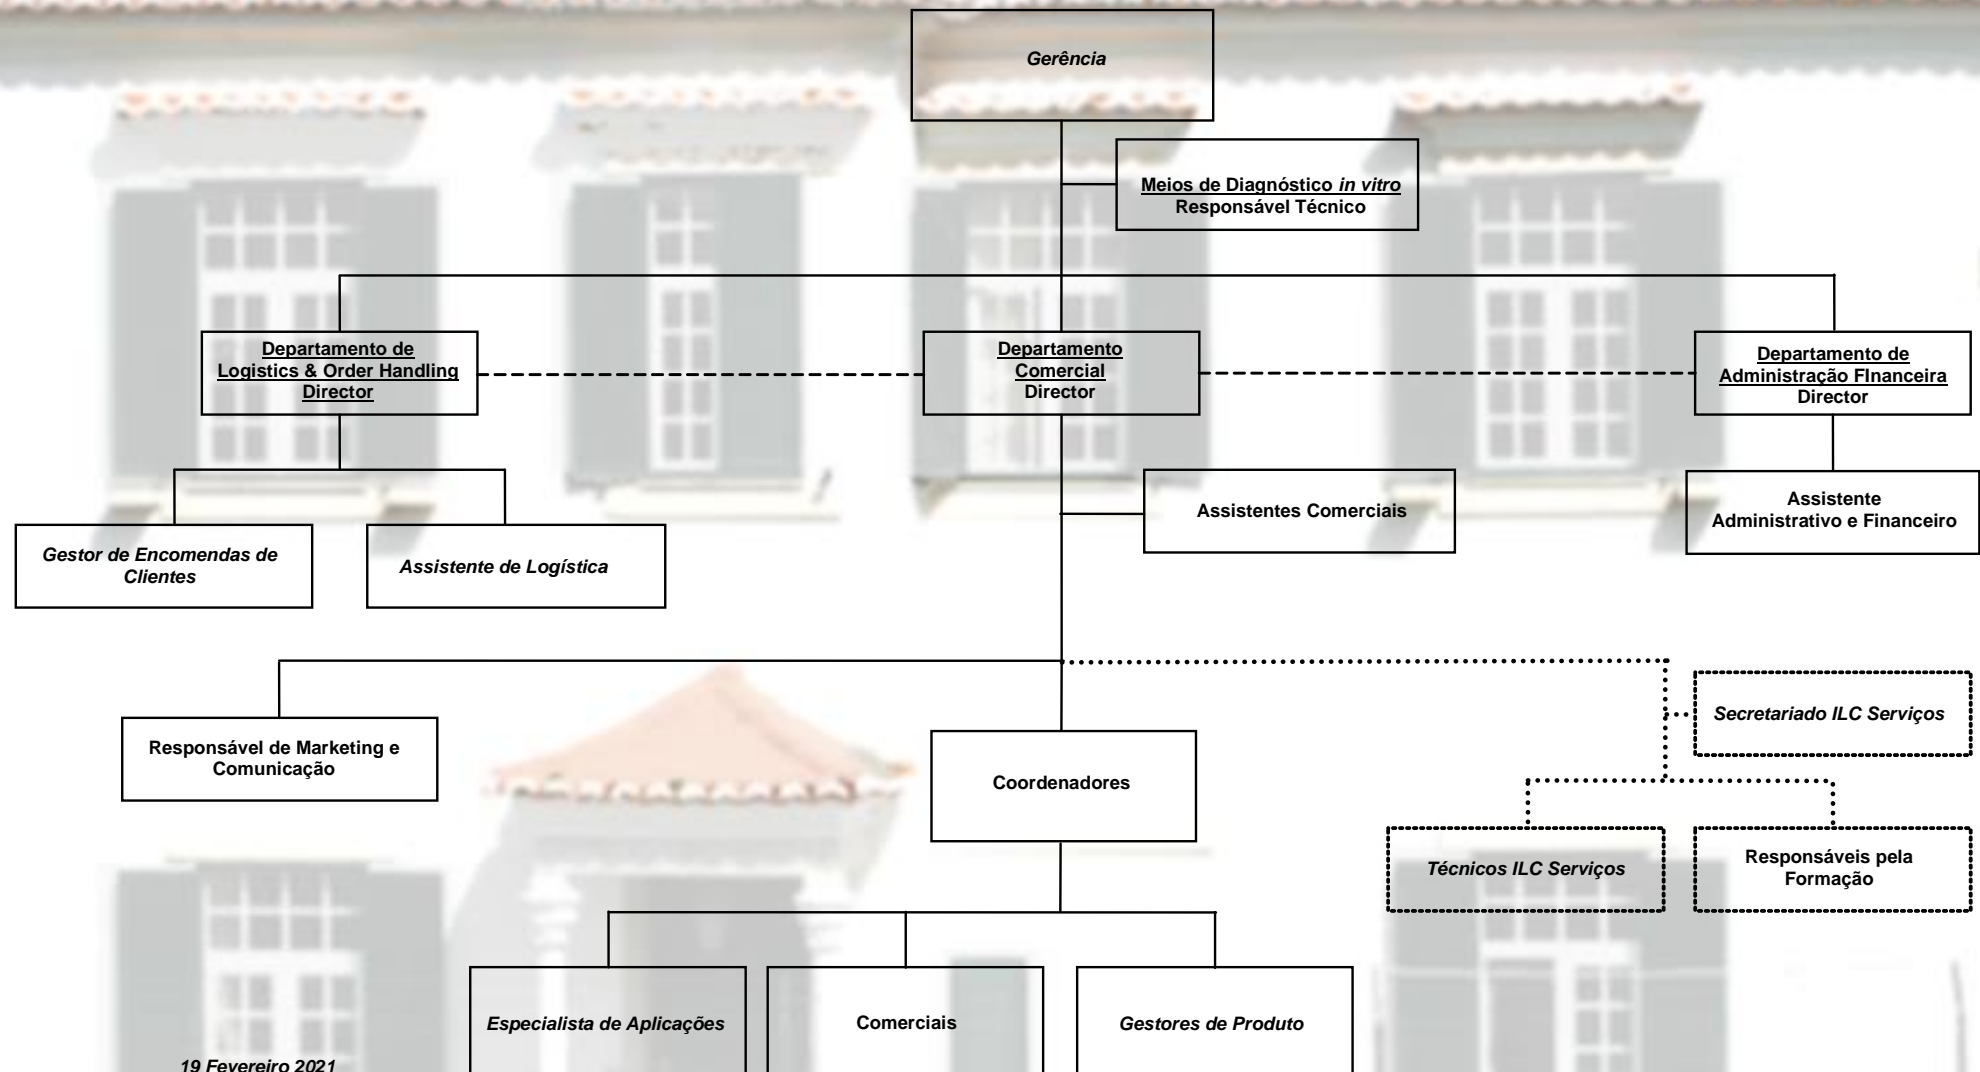 Gerência
Meios de Diagnóstico in vitro
Responsável Técnico
Departamento de
Logistics & Order Handling
Director
Departamento
Comercial
Director
Departamento de
Administração FInanceira
Director
Gestor de Encomendas de
Clientes
Assistente de Logística
Assistentes Comerciais
Assistente
Administrativo e Financeiro
Responsável de Marketing e
Comunicação
Coordenadores
Secretariado ILC Serviços
Técnicos ILC Serviços
Responsáveis pela
Formação
Especialista de Aplicações
Comerciais
Gestores de Produto
19 Fevereiro 2021